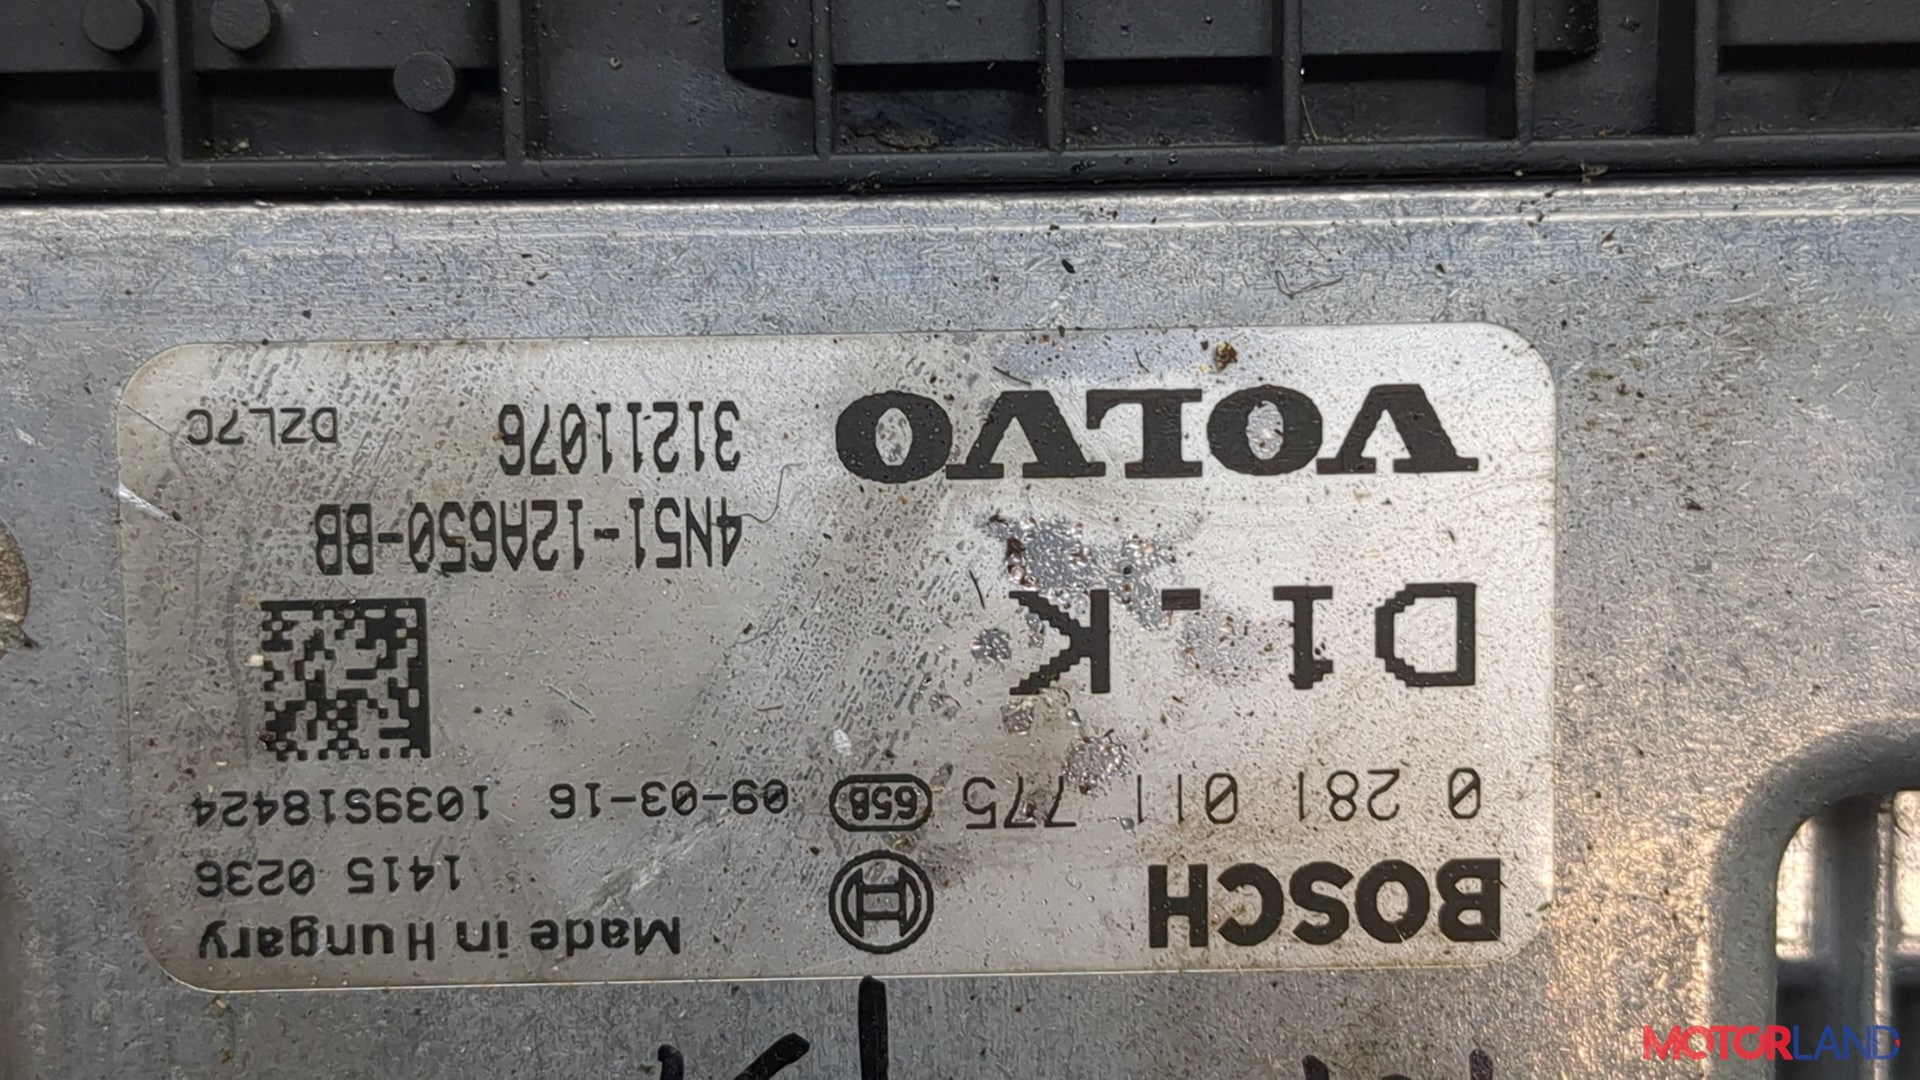 BOSCH
Made in Hungary
1415 0236
0 281 011 775 658 09-03-16 1039S18424
D1-K
4N51-12A650-BB
VOLVO 31211076 DZL7C
MOTORLAND